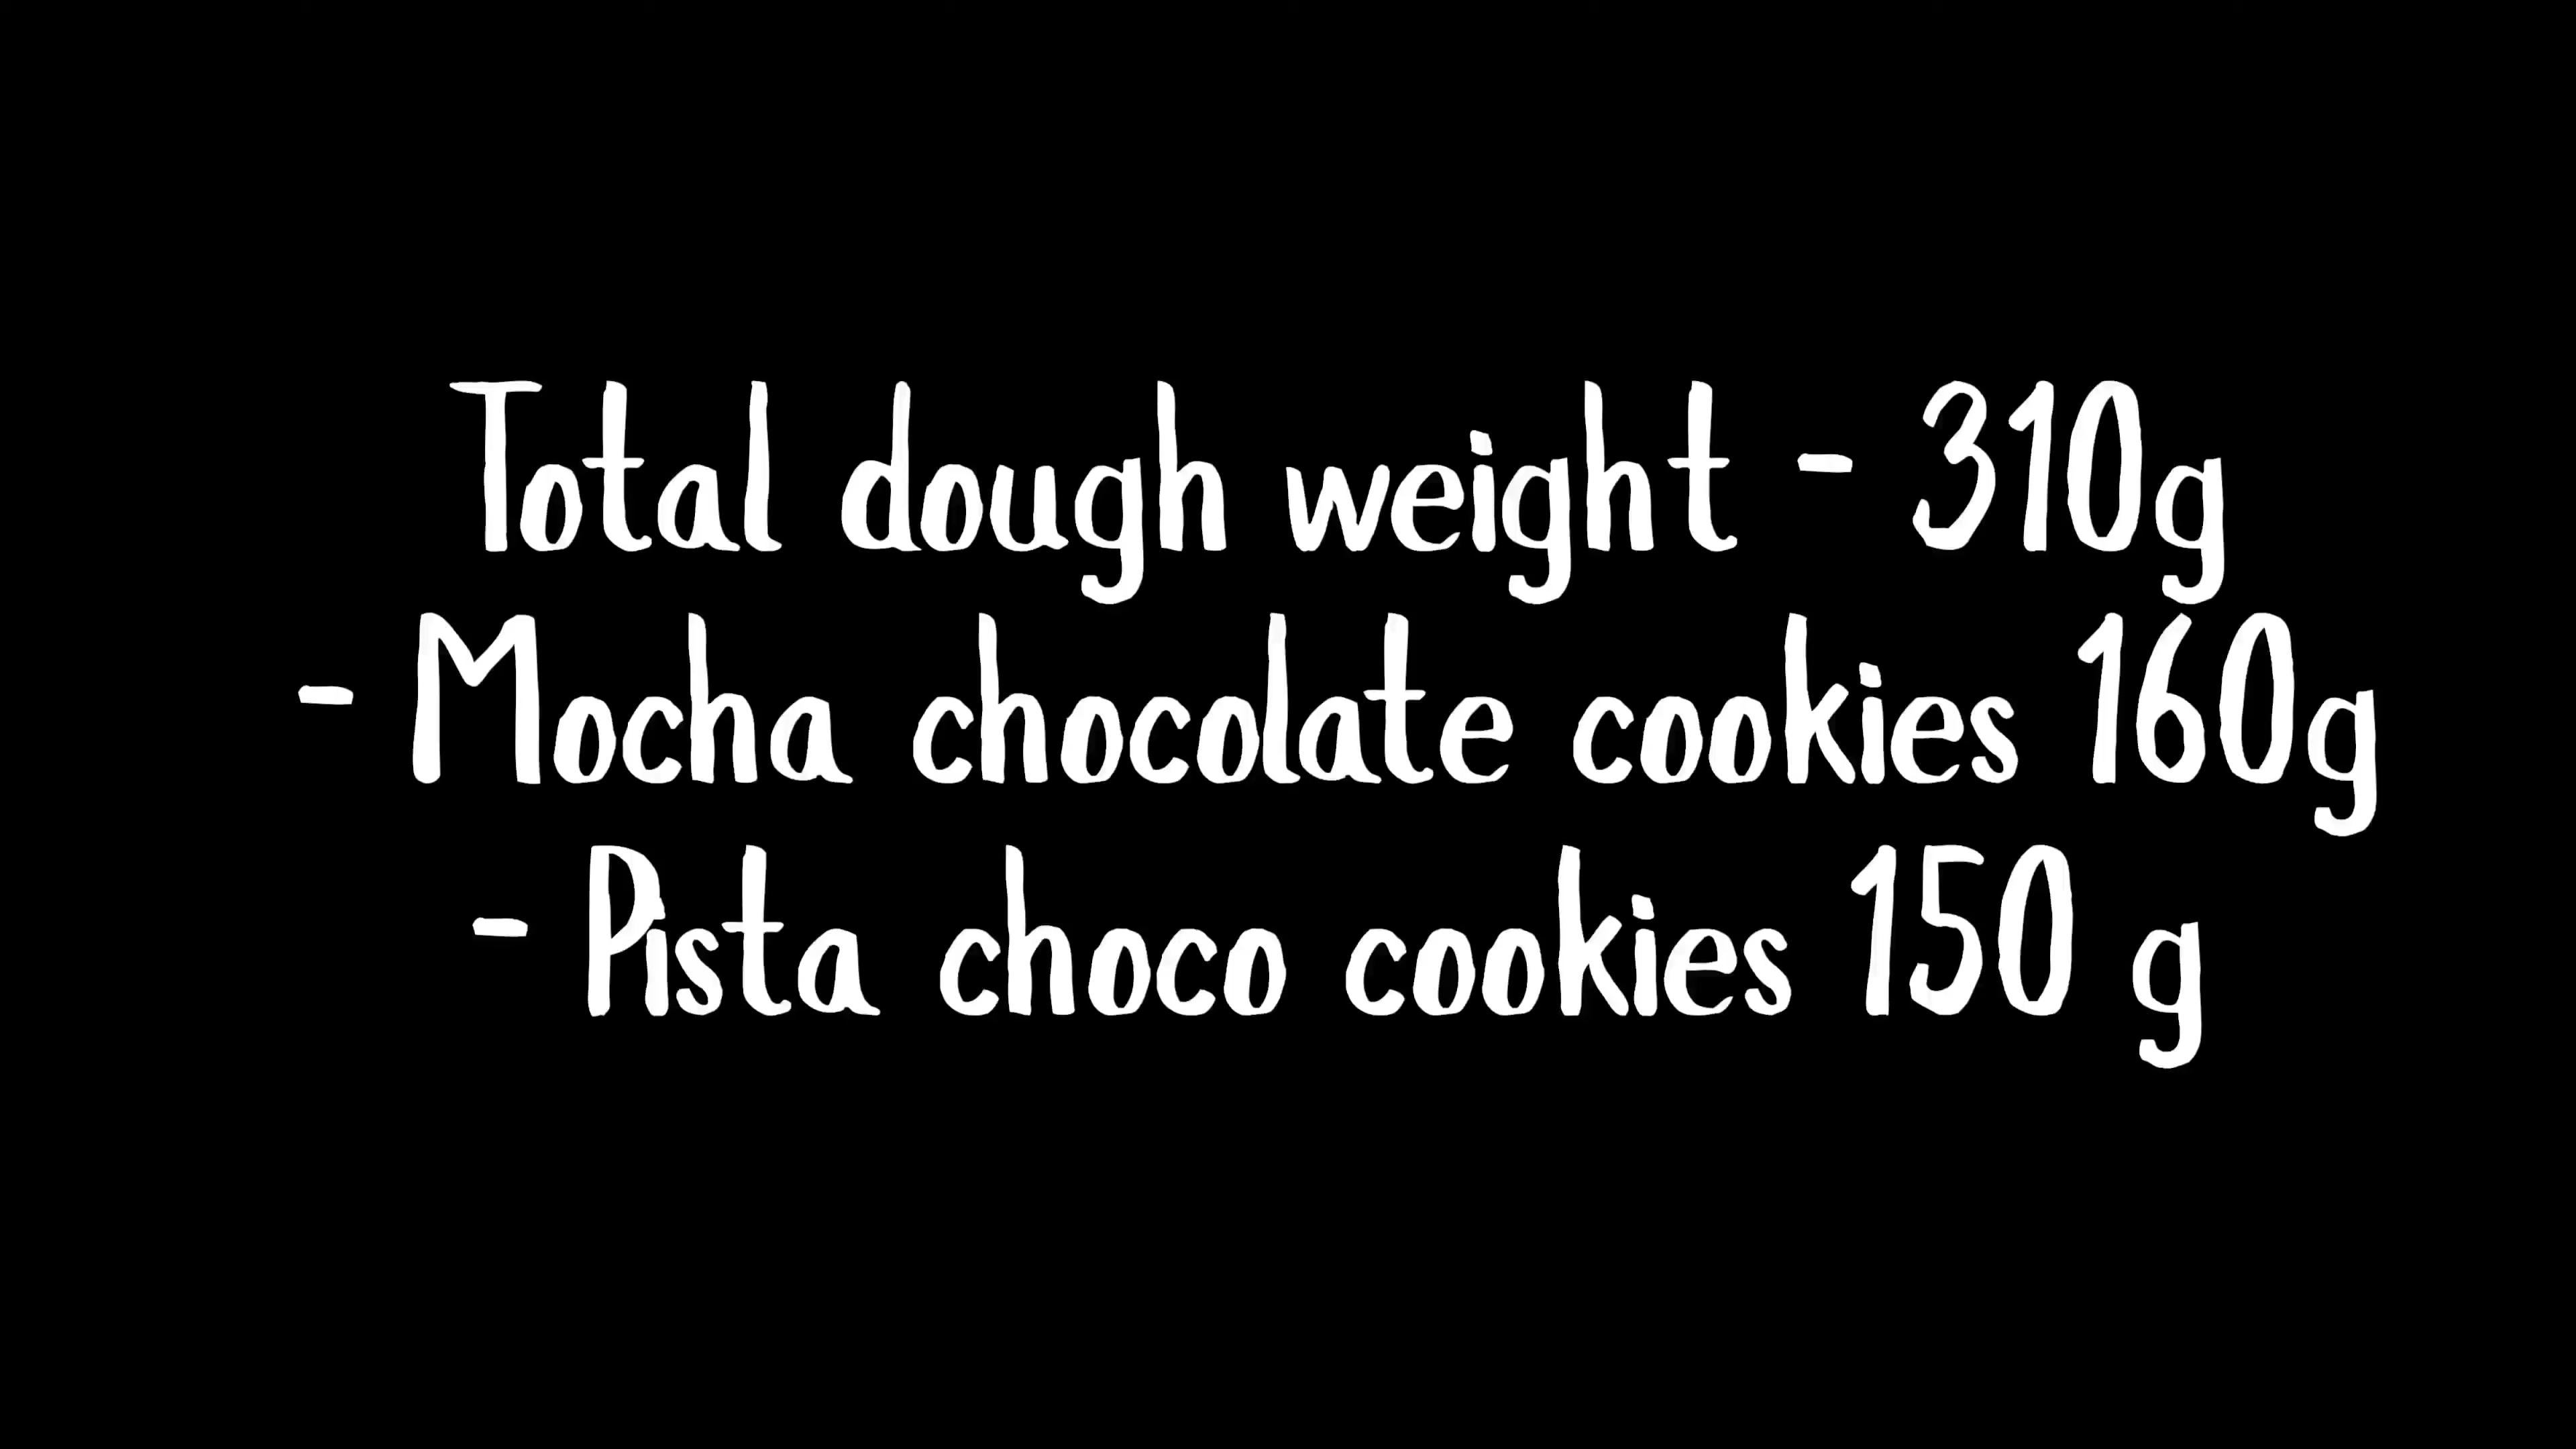 Total dough weight - 310g
- Mocha chocolate cookies 160g
- Pista choco cookies 150 g